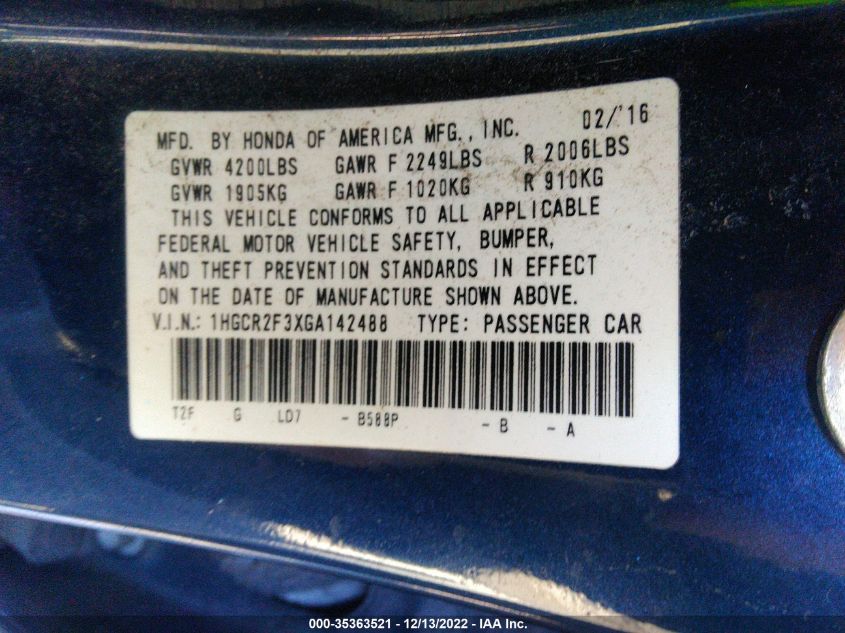 02/'16
MFD. BY HONDA OF AMERICA MFG., INC.
GVWR 4200LBS GAWR F 2249LBS R 2006LBS
GVWR 1905KG GAWR F 1020KG R 910KG
THIS VEHICLE CONFORMS TO ALL APPLICABLE
FEDERAL MOTOR VEHICLE SAFETY, BUMPER,
AND THEFT PREVENTION STANDARDS IN EFFECT
ON THE DATE OF MANUFACTURE SHOWN ABOVE.
V.I.N.: 1HGCR2F3XGA142488 TYPE: PASSENGER CAR
T2F G LD7 - B588P - B - A
000-35363521 - 12/13/2022 - IAA Inc.